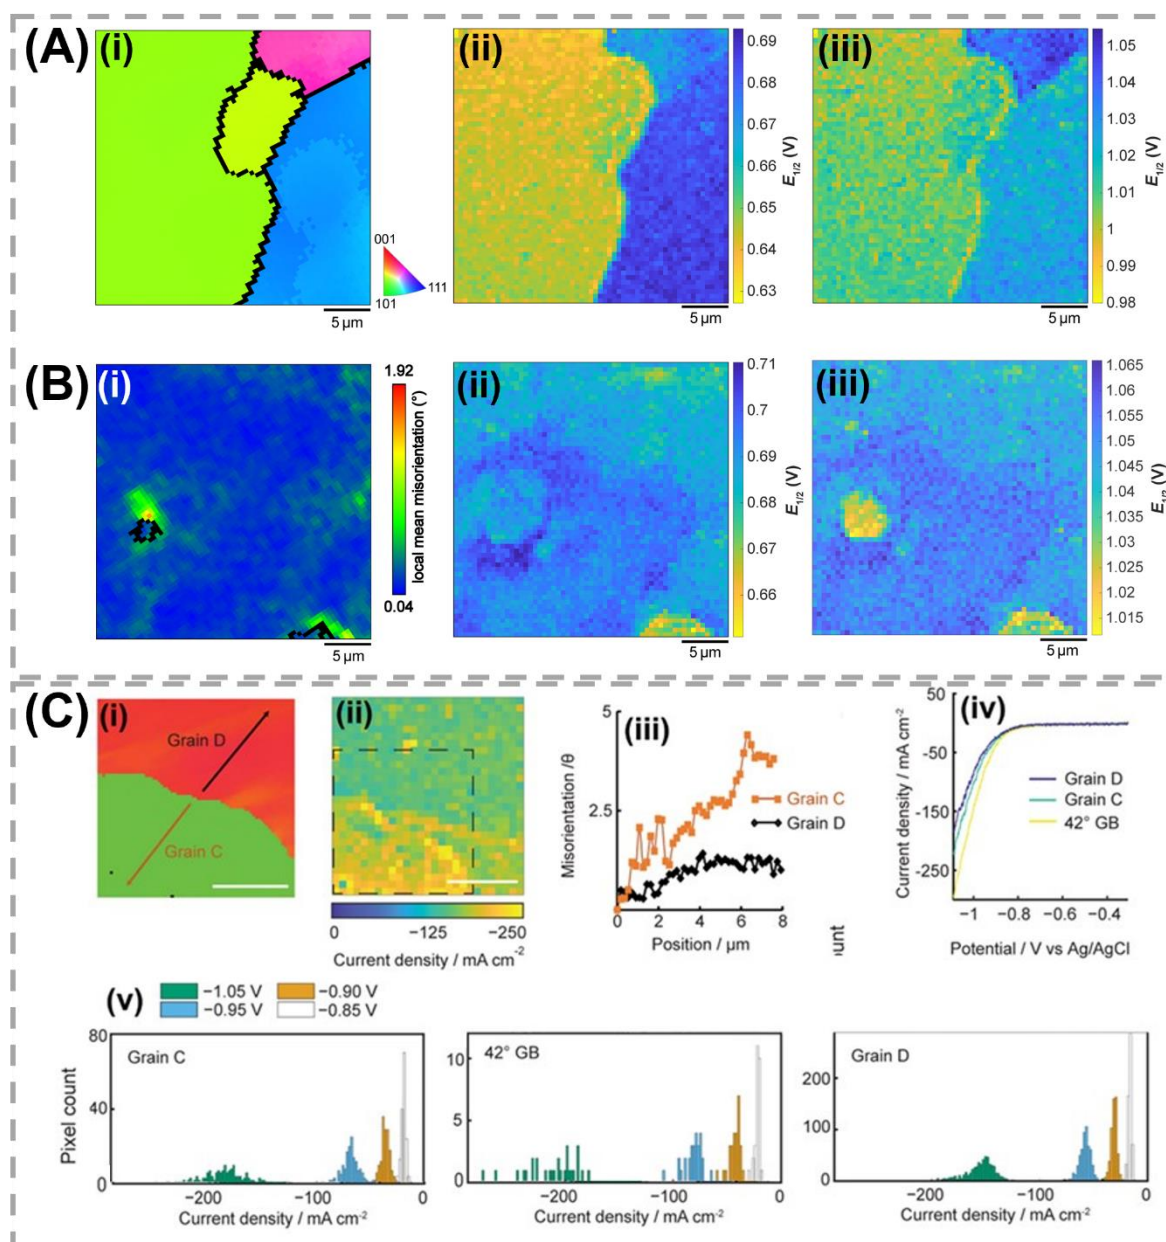 (A) (i) (ii) (iii)
001
101 111
5 µm
0.69
0.68
0.67
0.66
0.65
0.64
0.63
E1/2 (V)
5 µm
1.05
1.04
1.03
1.02
1.01
1
0.99
0.98
E1/2 (V)
5 µm
(B) (i) (ii) (iii)
1.92
local mean misorientation (°)
0.04
5 µm
0.71
0.7
0.69
0.68
0.67
0.66
E1/2 (V)
5 µm
1.065
1.06
1.055
1.05
1.045
1.04
1.035
1.03
1.025
1.02
1.015
E1/2 (V)
5 µm
(C) (i) (ii) (iii) (iv)
Grain D
Grain C
0 −125 −250
Current density / mA cm-2
5
2.5
Misorientation /θ
Grain C
Grain D
0 2 4 6 8
Position / µm
ount
50
-50
-150
-250
Current density / mA cm-2
Grain D
Grain C
42° GB
−1 −0.8 −0.6 −0.4
Potential / V vs Ag/AgCl
(v)
−1.05 V −0.90 V
−0.95 V −0.85 V
80
40
0
Pixel count
Grain C
−200 −100 0
Current density / mA cm-2
10
5
0
42° GB
−200 −100 0
Current density / mA cm-2
200
100
0
Grain D
−200 −100 0
Current density / mA cm-2